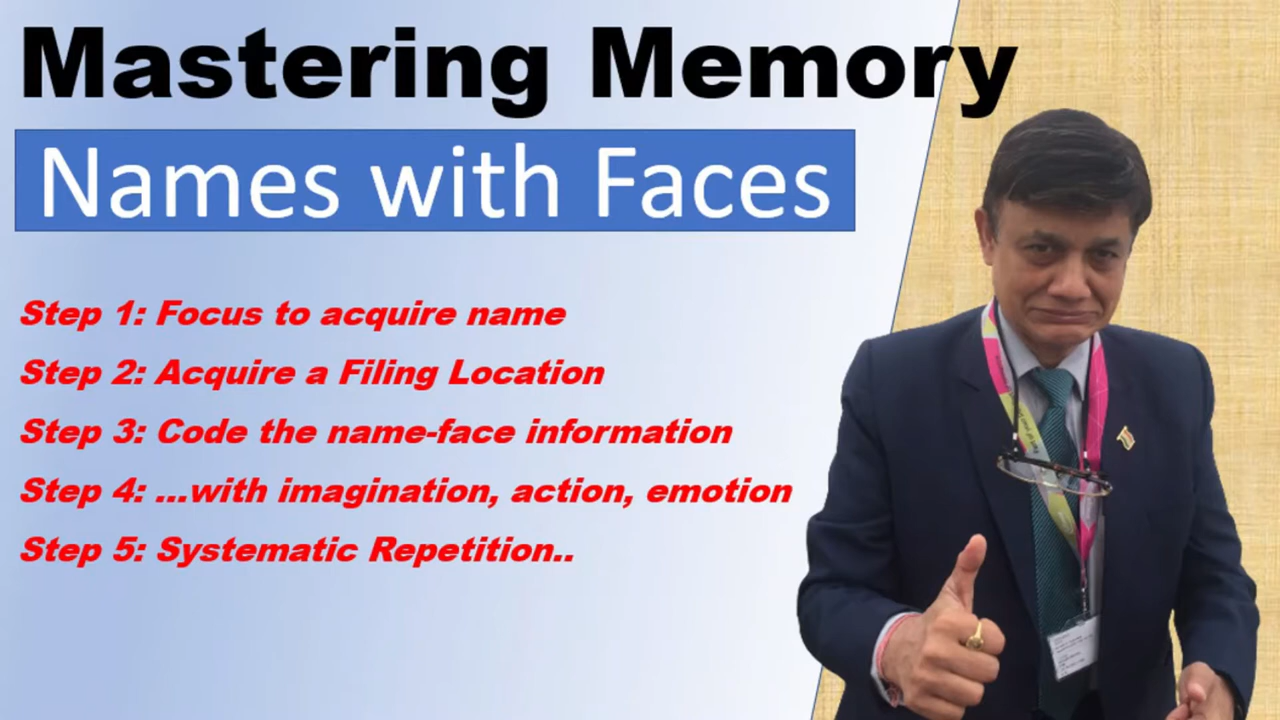 Mastering Memory
Names with Faces
Step 1: Focus to acquire name
Step 2: Acquire a Filing Location
Step 3: Code the name-face information
Step 4: ...with imagination, action, emotion
Step 5: Systematic Repetition..